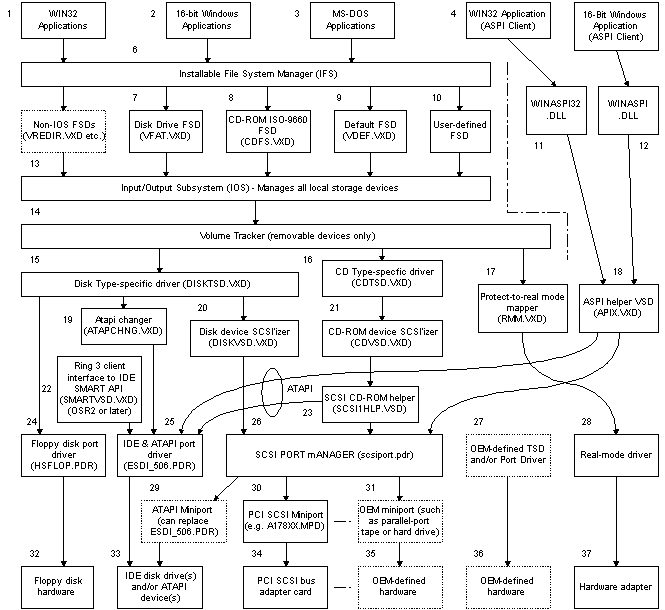 1
WIN32
Applications
2
16-bit Windows
Applications
3
MS-DOS
Applications
4
WIN32 Application
(ASPI Client)
5
16-Bit Windows
Application
(ASPI Client)
6
Installable File System Manager (IFS)
Non-IOS FSDs
(VREDIR.VXD etc.)
7
Disk Drive FSD
(VFAT.VXD)
8
CD-ROM ISO-9660
FSD
(CDFS.VXD)
9
Default FSD
(VDEF.VXD)
10
User-defined
FSD
WINASPI32
.DLL
11
WINASPI
.DLL
12
13
Input/Output Subsystem (IOS) - Manages all local storage devices
14
Volume Tracker (removable devices only)
15
Disk Type-specific driver (DISKTSD.VXD)
16
CD Type-specfic driver
(CDTSD.VXD)
17
Protect-to-real mode
mapper
(RMM.VXD)
18
ASPI helper VSD
(APIX.VXD)
19
Atapi changer
(ATAPCHNG.VXD)
20
Disk device SCSI'izer
(DISKVSD.VXD)
21
CD-ROM device SCSI'izer
(CDVSD.VXD)
22
Ring 3 client
interface to IDE
SMART API
(SMARTVSD.VXD)
(OSR2 or later)
ATAPI
23
SCSI CD-ROM helper
(SCSI1HLP.VSD)
24
Floppy disk port
driver
(HSFLOP.PDR)
25
IDE & ATAPI port
driver
(ESDI_506.PDR)
26
SCSI PORT mANAGER (scsiport.pdr)
27
OEM-defined TSD
and/or Port Driver
28
Real-mode driver
29
ATAPI Miniport
(can replace
ESDI_506.PDR)
30
PCI SCSI Miniport
(e.g. A178XX.MPD)
31
OEM miniport (such
as parallel-port
tape or hard drive)
32
Floppy disk
hardware
33
IDE disk drive(s)
and/or ATAPI
device(s)
34
PCI SCSI bus
adapter card
35
OEM-defined
hardware
36
OEM-defined
hardware
37
Hardware adapter